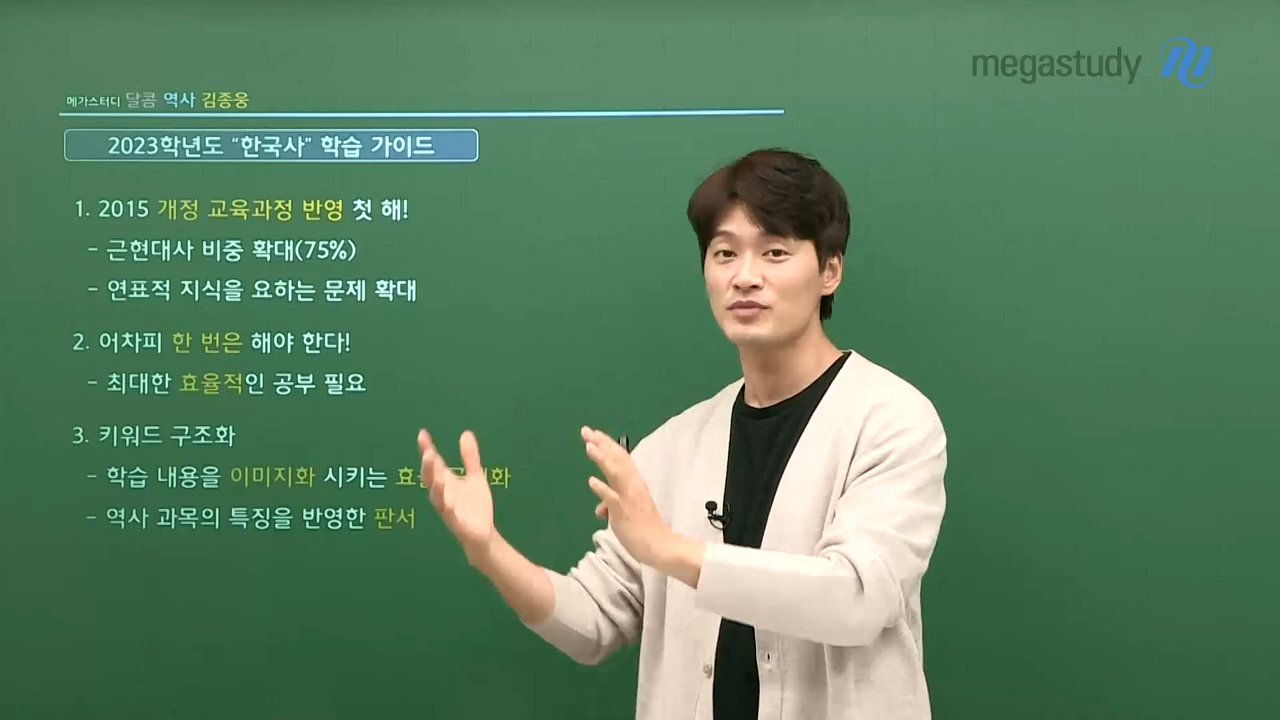 megastudy
메가스터디 달콤 역사 김종웅
2023학년도 “한국사” 학습 가이드
1. 2015 개정 교육과정 반영 첫 해!
- 근현대사 비중 확대(75%)
- 연표적 지식을 요하는 문제 확대
2. 어차피 한 번은 해야 한다!
- 최대한 효율적인 공부 필요
3. 키워드 구조화
- 학습 내용을 이미지화 시키는
- 역사 과목의 특징을 반영한 판서